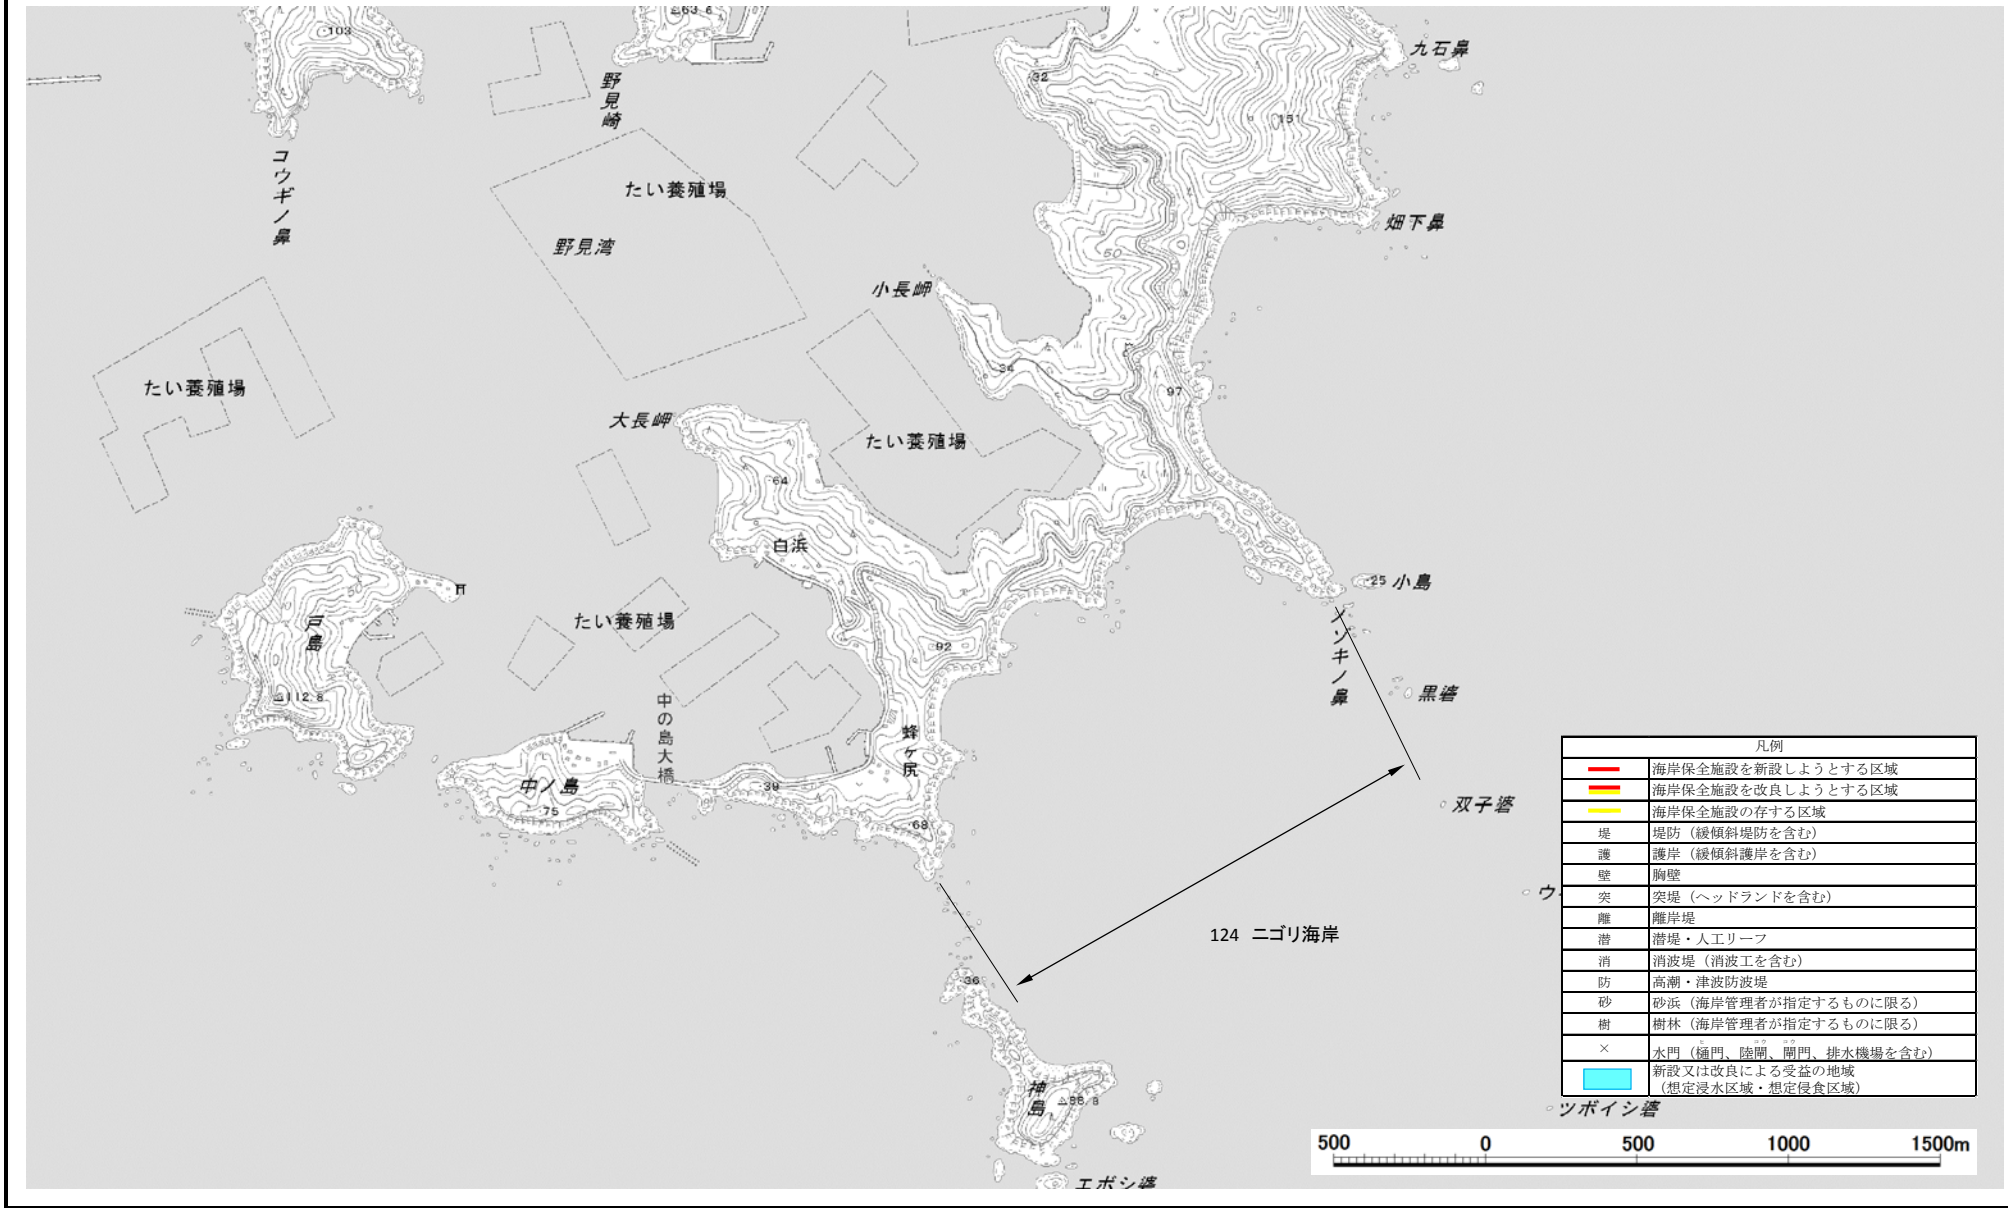 103
63.6
九石鼻
野見崎
32
151
コウギノ鼻
たい養殖場
畑下鼻
野見湾
50
小長岬
34
97
たい養殖場
大長岬
たい養殖場
64
白浜
50
25 小島
50
戸島
たい養殖場
ノゾキノ鼻
92
112.8
黒碆
中の島大橋
蜂ヶ尻
中ノ島
39
75
68
双子碆
ウ
124 ニゴリ海岸
36
神島
ツボイシ碆
エボシ碆
凡例
海岸保全施設を新設しようとする区域
海岸保全施設を改良しようとする区域
海岸保全施設の存する区域
堤 堤防（緩傾斜堤防を含む）
護 護岸（緩傾斜護岸を含む）
壁 胸壁
突 突堤（ヘッドランドを含む）
離 離岸堤
潜 潜堤・人工リーフ
消 消波堤（消波工を含む）
防 高潮・津波防波堤
砂 砂浜（海岸管理者が指定するものに限る）
樹 樹林（海岸管理者が指定するものに限る）
× 水門（樋門、陸閘、閘門、排水機場を含む）
新設又は改良による受益の地域
（想定浸水区域・想定侵食区域）
500 0 500 1000 1500m